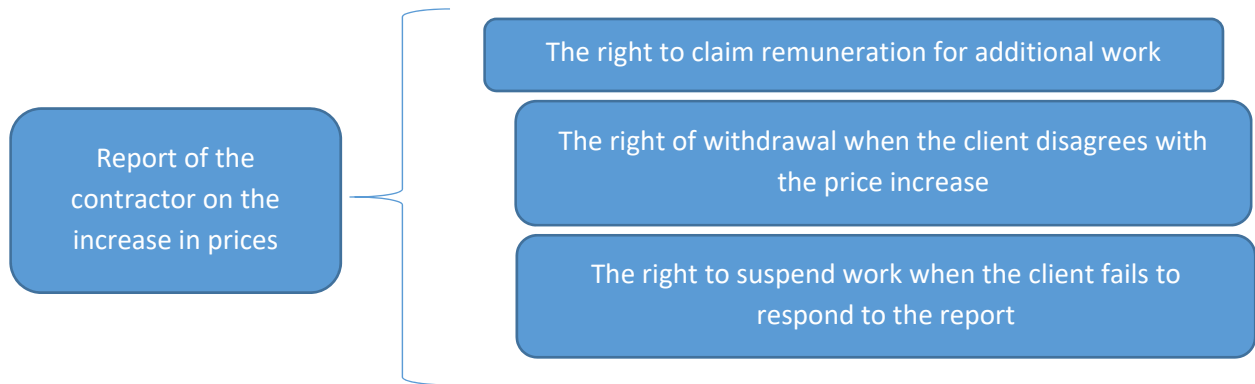 Report of the
contractor on the
increase in prices
The right to claim remuneration for additional work
The right of withdrawal when the client disagrees with
the price increase
The right to suspend work when the client fails to
respond to the report